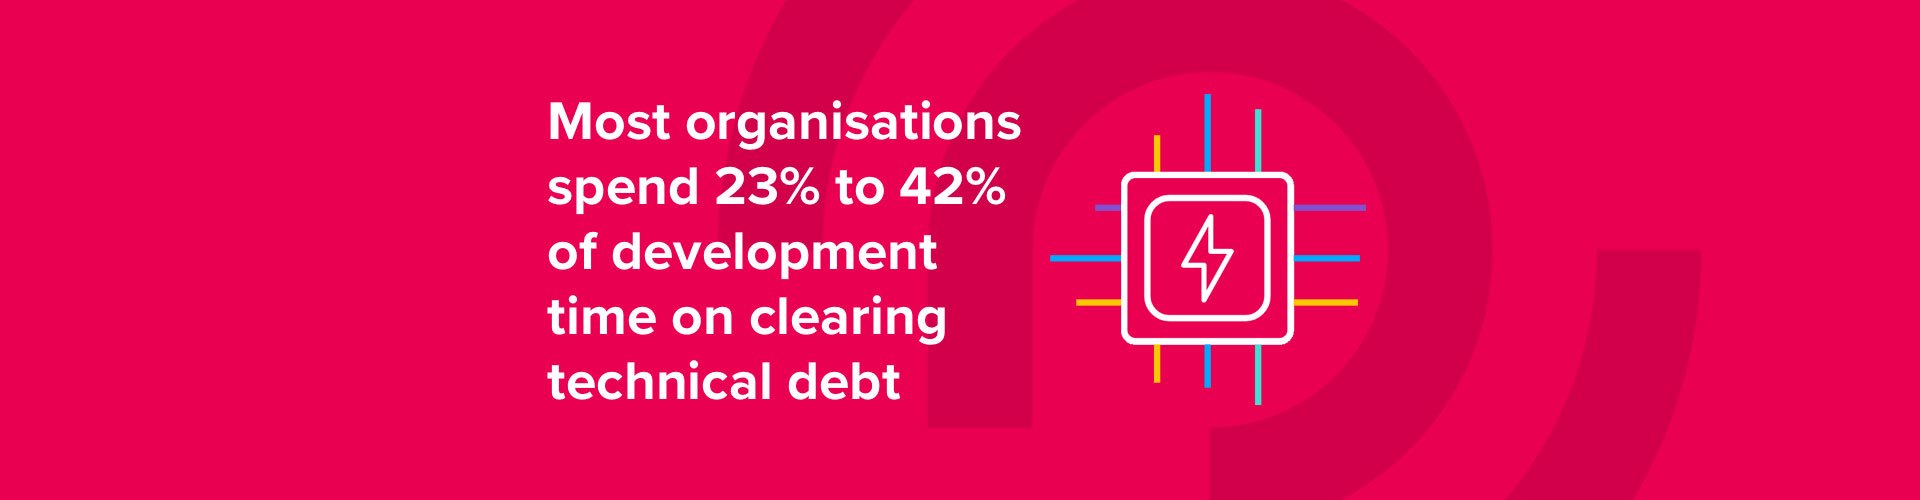 Most organisations
spend 23% to 42%
of development
time on clearing
technical debt